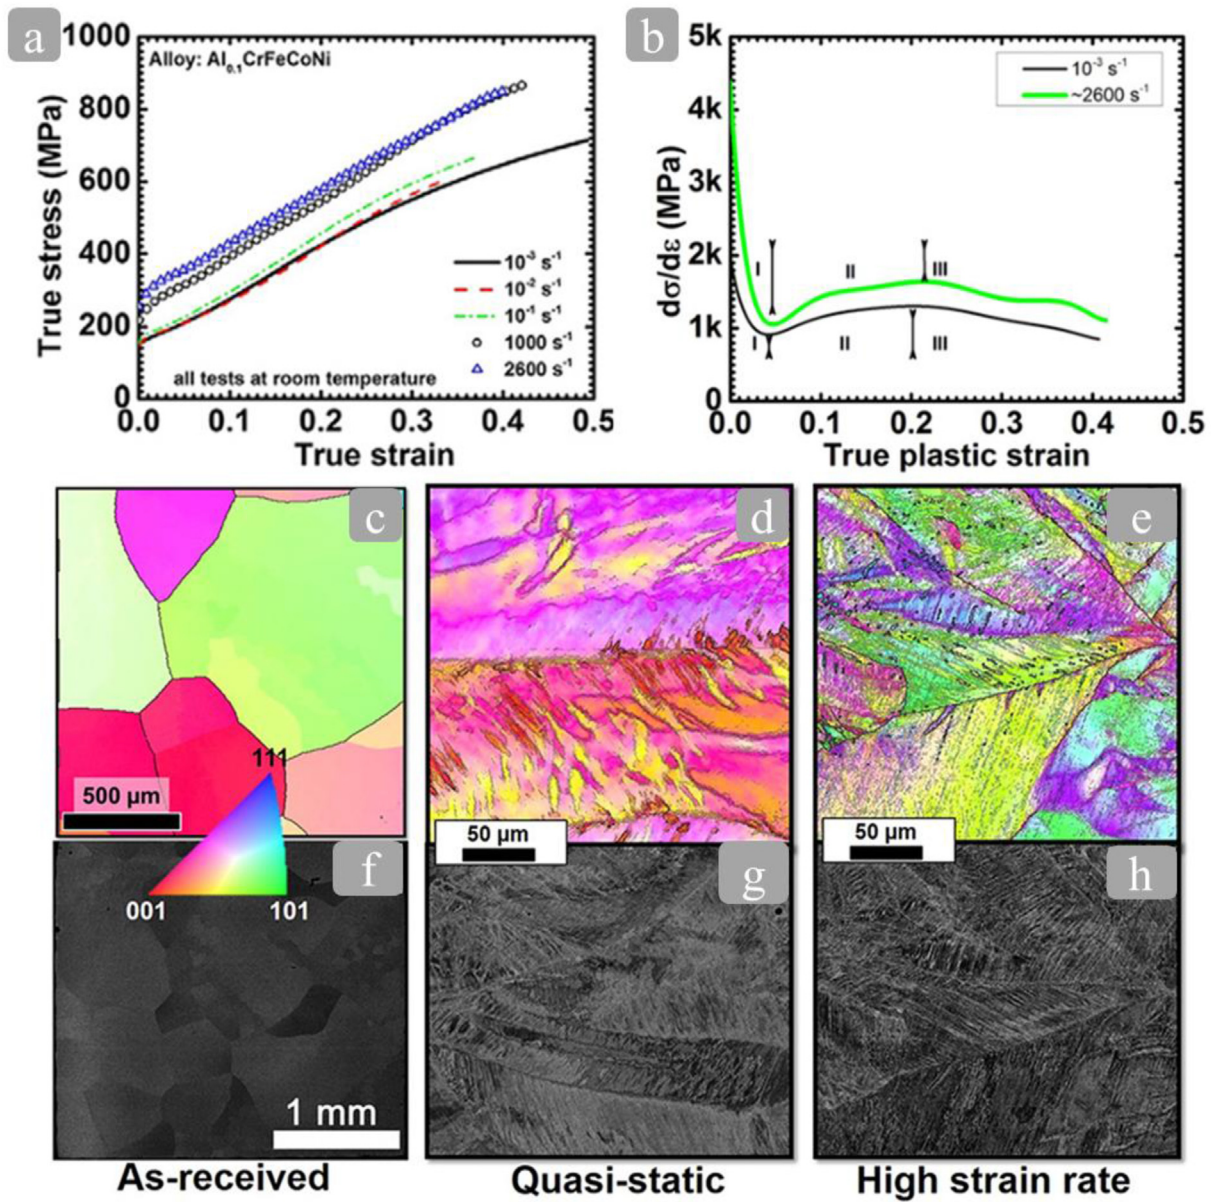 a
1000
800
600
400
200
0
True stress (MPa)
Alloy: Al0.1CrFeCoNi
10-3 s-1
10-2 s-1
10-1 s-1
1000 s-1
2600 s-1
all tests at room temperature
0.0 0.1 0.2 0.3 0.4 0.5
True strain
b
5k
4k
3k
2k
1k
0
dσ/dε (MPa)
10-3 s-1
~2600 s-1
I II III
I II III
0.0 0.1 0.2 0.3 0.4 0.5
True plastic strain
c
500 µm
111
001
101
d
50 µm
e
50 µm
f
1 mm
g
h
As-received
Quasi-static
High strain rate